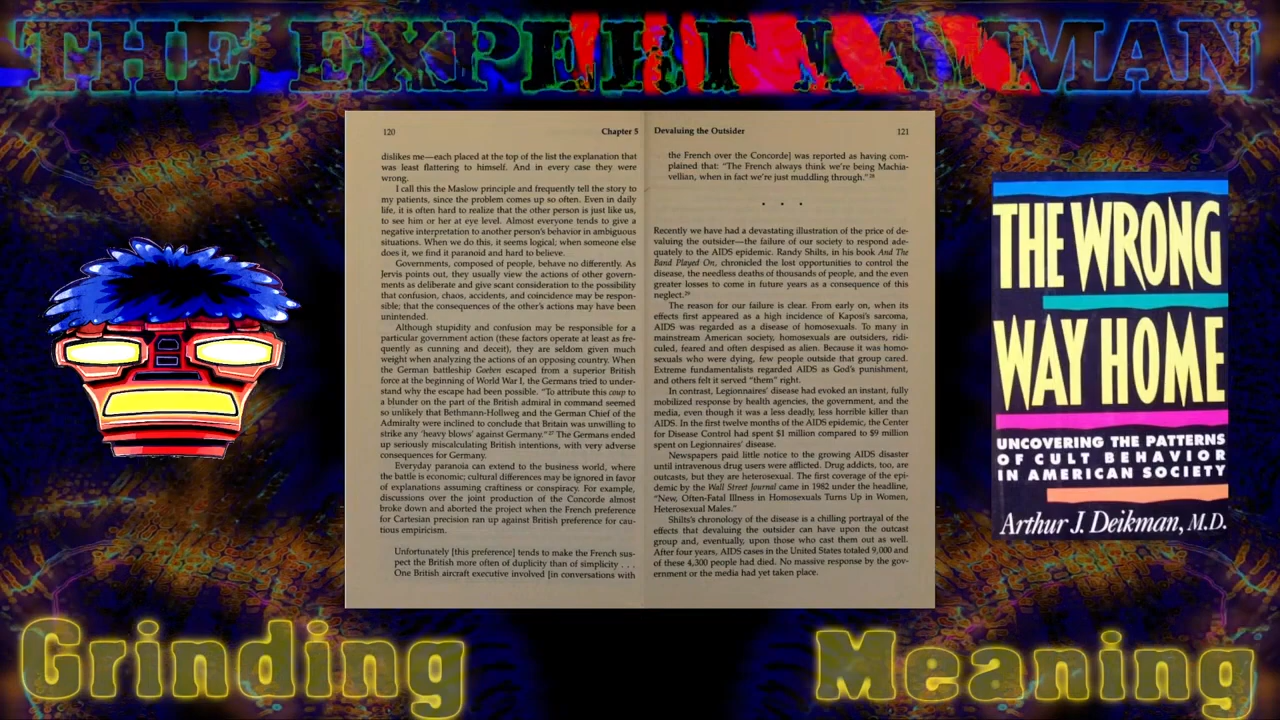 THE EXPERT LAYMAN
120
Chapter 5
dislikes me—each placed at the top of the list the explanation that
was least flattering to himself. And in every case they were
wrong.
I call this the Maslow principle and frequently tell the story to
my patients, since the problem comes up so often. Even in daily
life, it is often hard to realize that the other person is just like us,
to see him or her at eye level. Almost everyone tends to give a
negative interpretation to another person's behavior in ambiguous
situations. When we do this, it seems logical; when someone else
does it, we find it paranoid and hard to believe.
Governments, composed of people, behave no differently. As
Jervis points out, they usually view the actions of other govern-
ments as deliberate and give scant consideration to the possibility
that confusion, chaos, accidents, and coincidence may be respon-
sible; that the consequences of the other's actions may have been
unintended.
Although stupidity and confusion may be responsible for a
particular government action (these factors operate at least as fre-
quently as cunning and deceit), they are seldom given much
weight when analyzing the actions of an opposing country. When
the German battleship Goeben escaped from a superior British
force at the beginning of World War I, the Germans tried to under-
stand why the escape had been possible. "To attribute this coup to
a blunder on the part of the British admiral in command seemed
so unlikely that Bethmann-Hollweg and the German Chief of the
Admiralty were inclined to conclude that Britain was unwilling to
strike any 'heavy blows' against Germany."27 The Germans ended
up seriously miscalculating British intentions, with very adverse
consequences for Germany.
Everyday paranoia can extend to the business world, where
the battle is economic; cultural differences may be ignored in favor
of explanations assuming craftiness or conspiracy. For example,
discussions over the joint production of the Concorde almost
broke down and aborted the project when the French preference
for Cartesian precision ran up against British preference for cau-
tious empiricism.
Unfortunately [this preference] tends to make the French sus-
pect the British more often of duplicity than of simplicity . . .
One British aircraft executive involved [in conversations with
Devaluing the Outsider
121
the French over the Concorde] was reported as having com-
plained that: "The French always think we're being Machia-
vellian, when in fact we're just muddling through."28
. . .
Recently we have had a devastating illustration of the price of de-
valuing the outsider—the failure of our society to respond ade-
quately to the AIDS epidemic. Randy Shilts, in his book And The
Band Played On, chronicled the lost opportunities to control the
disease, the needless deaths of thousands of people, and the even
greater losses to come in future years as a consequence of this
neglect.29
The reason for our failure is clear. From early on, when its
effects first appeared as a high incidence of Kaposi's sarcoma,
AIDS was regarded as a disease of homosexuals. To many in
mainstream American society, homosexuals are outsiders, ridi-
culed, feared and often despised as alien. Because it was homo-
sexuals who were dying, few people outside that group cared.
Extreme fundamentalists regarded AIDS as God's punishment,
and others felt it served "them" right.
In contrast, Legionnaires' disease had evoked an instant, fully
mobilized response by health agencies, the government, and the
media, even though it was a less deadly, less horrible killer than
AIDS. In the first twelve months of the AIDS epidemic, the Center
for Disease Control had spent $1 million compared to $9 million
spent on Legionnaires' disease.
Newspapers paid little notice to the growing AIDS disaster
until intravenous drug users were afflicted. Drug addicts, too, are
outcasts, but they are heterosexual. The first coverage of the epi-
demic by the Wall Street Journal came in 1982 under the headline,
"New, Often-Fatal Illness in Homosexuals Turns Up in Women,
Heterosexual Males."
Shilts's chronology of the disease is a chilling portrayal of the
effects that devaluing the outsider can have upon the outcast
group and, eventually, upon those who cast them out as well.
After four years, AIDS cases in the United States totaled 9,000 and
of these 4,300 people had died. No massive response by the gov-
ernment or the media had yet taken place.
THE WRONG
WAY HOME
UNCOVERING THE PATTERNS
OF CULT BEHAVIOR
IN AMERICAN SOCIETY
Arthur J. Deikman, M.D.
Grinding
Meaning